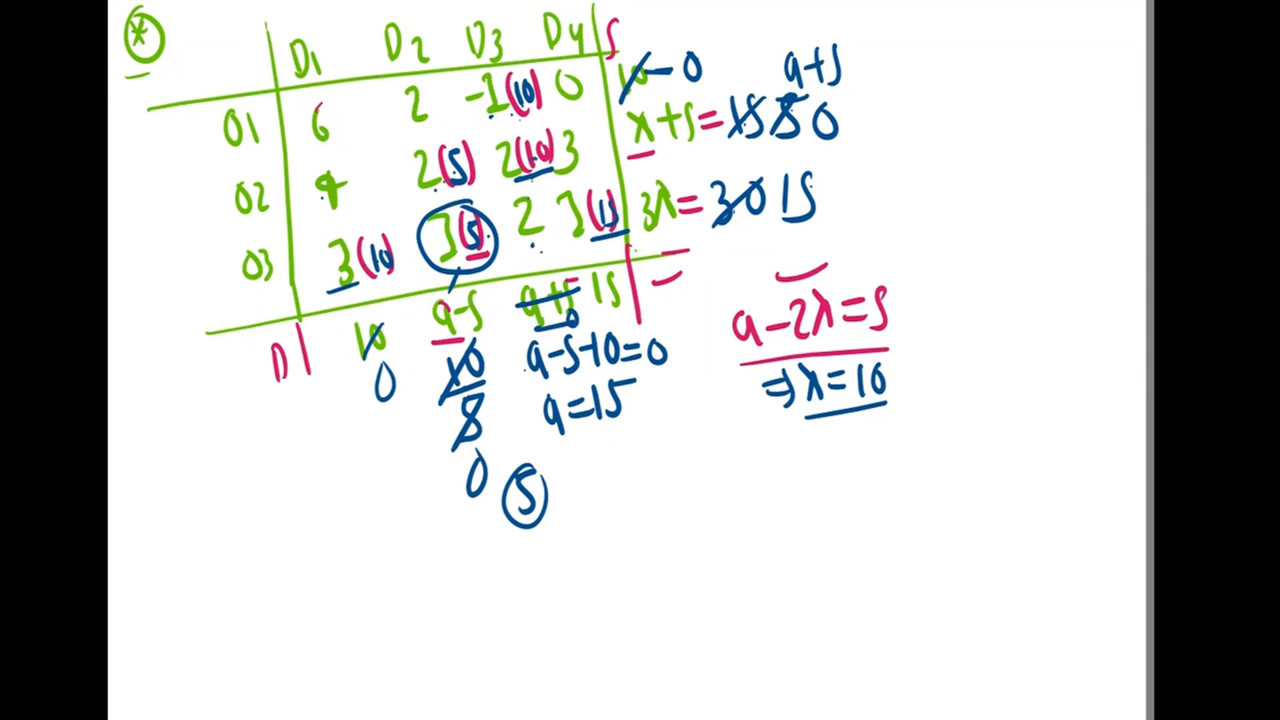 *
D1 D2 D3 D4 S
O1 6 2 -1(10) 0 10 - 0
a+5
O2 4 2(5) 2(10) 3 λ+5 = 15 5 0
O3 3(10) 3(5) 2 3(15) 3λ = 30 15
D 10 a-5 a+5 15
0 10 a-5-10=0
5 a=15
0 5
a-2λ=5
⇒ λ=10